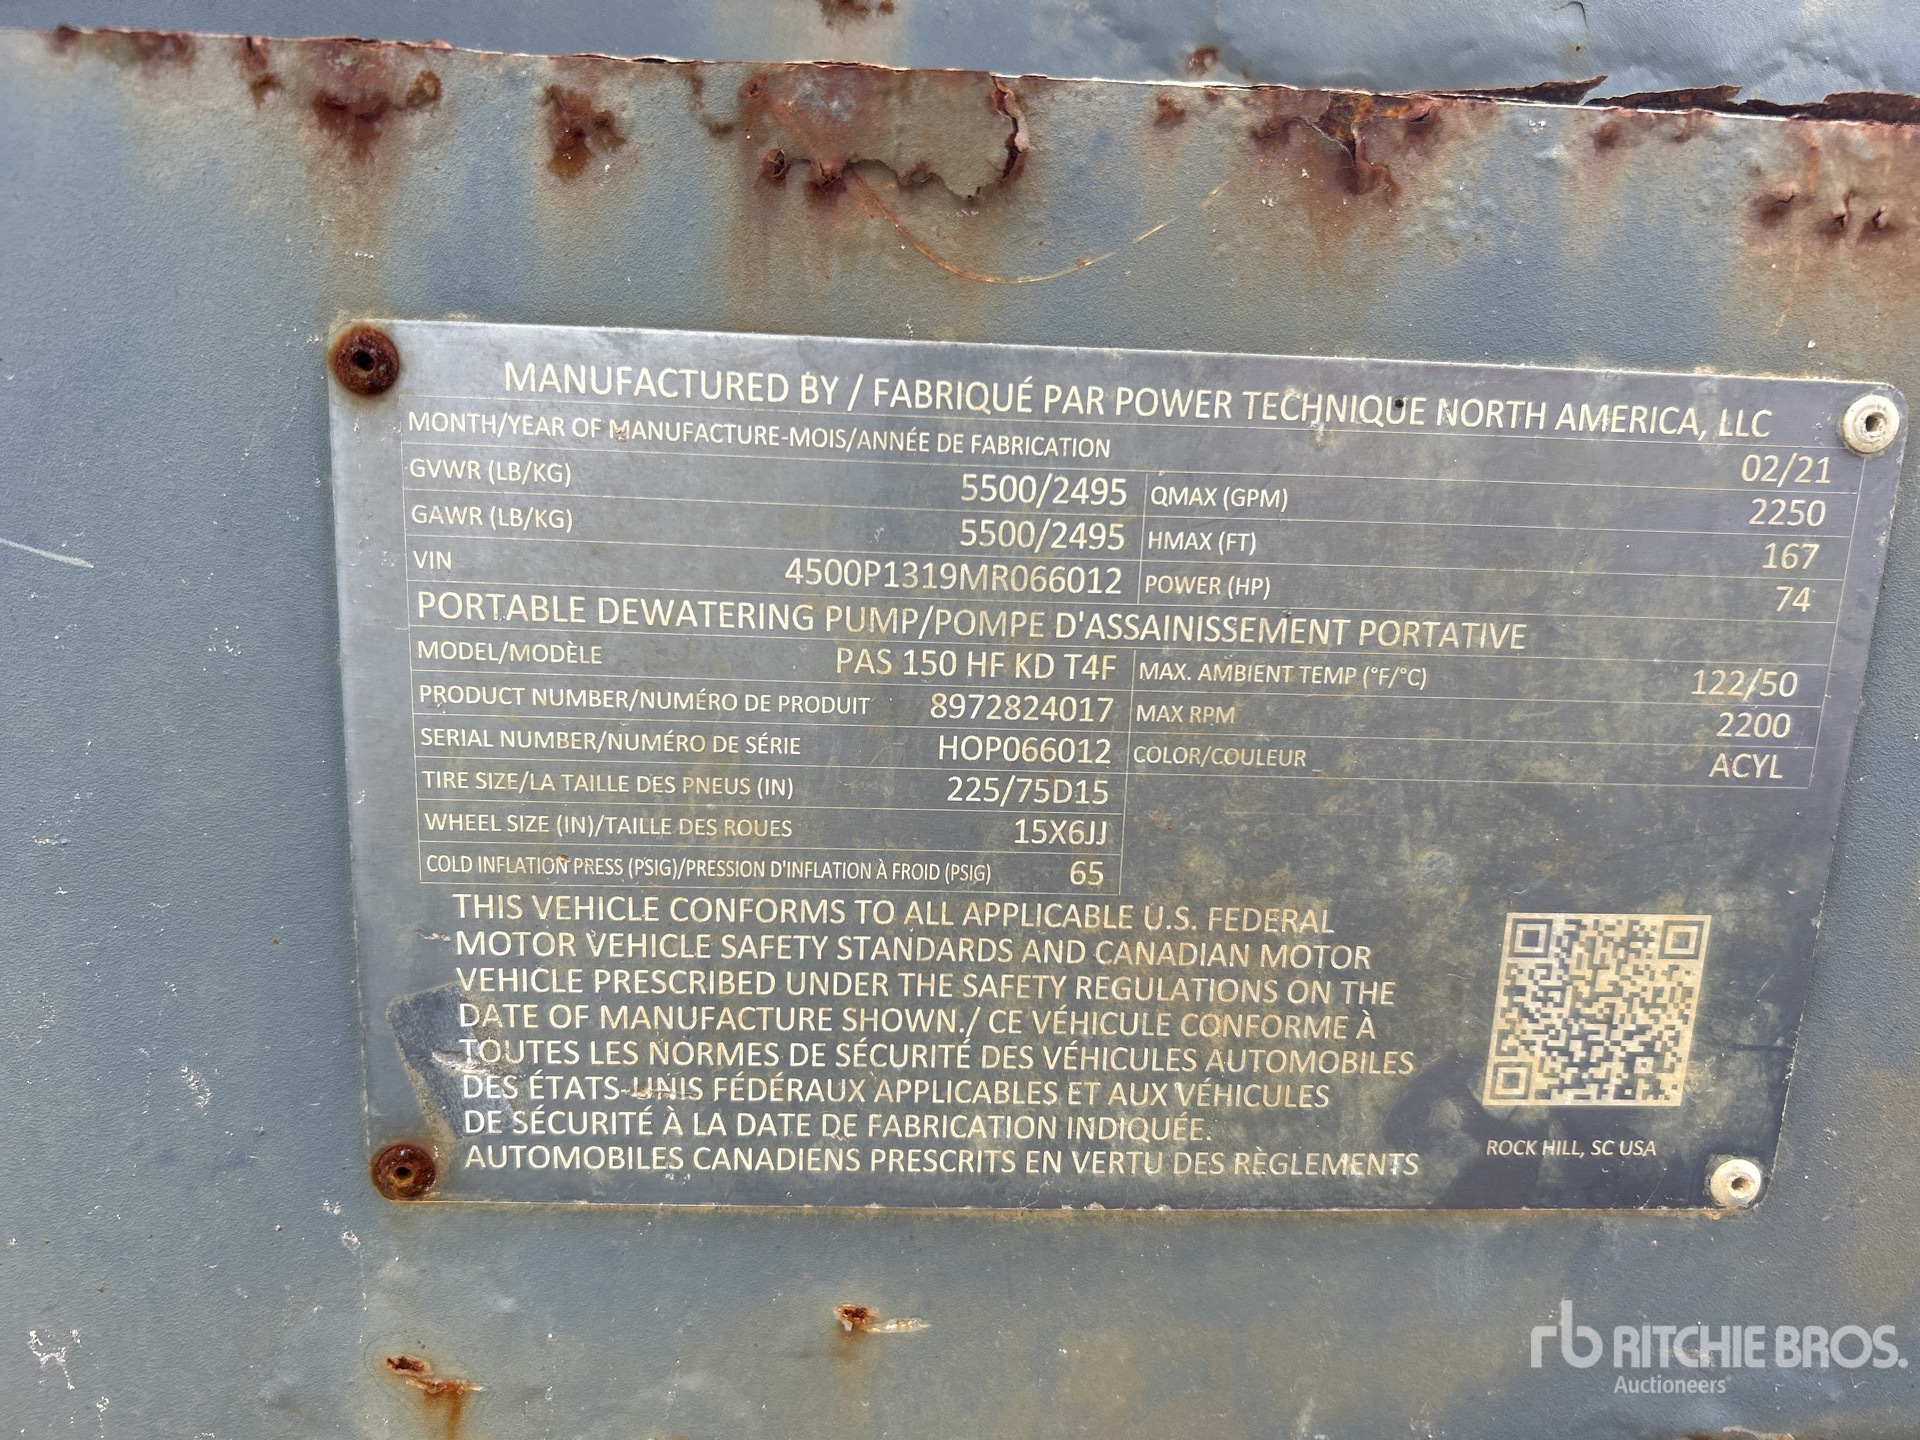 MANUFACTURED BY / FABRIQUÉ PAR POWER TECHNIQUE NORTH AMERICA, LLC
MONTH/YEAR OF MANUFACTURE-MOIS/ANNÉE DE FABRICATION 02/21
GVWR (LB/KG) 5500/2495 QMAX (GPM) 2250
GAWR (LB/KG) 5500/2495 HMAX (FT) 167
VIN 4500P1319MR066012 POWER (HP) 74
PORTABLE DEWATERING PUMP/POMPE D'ASSAINISSEMENT PORTATIVE
MODEL/MODÈLE PAS 150 HF KD T4F MAX. AMBIENT TEMP (°F/°C) 122/50
PRODUCT NUMBER/NUMÉRO DE PRODUIT 8972824017 MAX RPM 2200
SERIAL NUMBER/NUMÉRO DE SÉRIE HOP066012 COLOR/COULEUR ACYL
TIRE SIZE/LA TAILLE DES PNEUS (IN) 225/75D15
WHEEL SIZE (IN)/TAILLE DES ROUES 15X6JJ
COLD INFLATION PRESS (PSIG)/PRESSION D'INFLATION À FROID (PSIG) 65
THIS VEHICLE CONFORMS TO ALL APPLICABLE U.S. FEDERAL
MOTOR VEHICLE SAFETY STANDARDS AND CANADIAN MOTOR
VEHICLE PRESCRIBED UNDER THE SAFETY REGULATIONS ON THE
DATE OF MANUFACTURE SHOWN./ CE VÉHICULE CONFORME À
TOUTES LES NORMES DE SÉCURITÉ DES VÉHICULES AUTOMOBILES
DES ÉTATS-UNIS FÉDÉRAUX APPLICABLES ET AUX VÉHICULES
DE SÉCURITÉ À LA DATE DE FABRICATION INDIQUÉE.
AUTOMOBILES CANADIENS PRESCRITS EN VERTU DES RÈGLEMENTS
ROCK HILL, SC USA
rb RITCHIE BROS.
Auctioneers